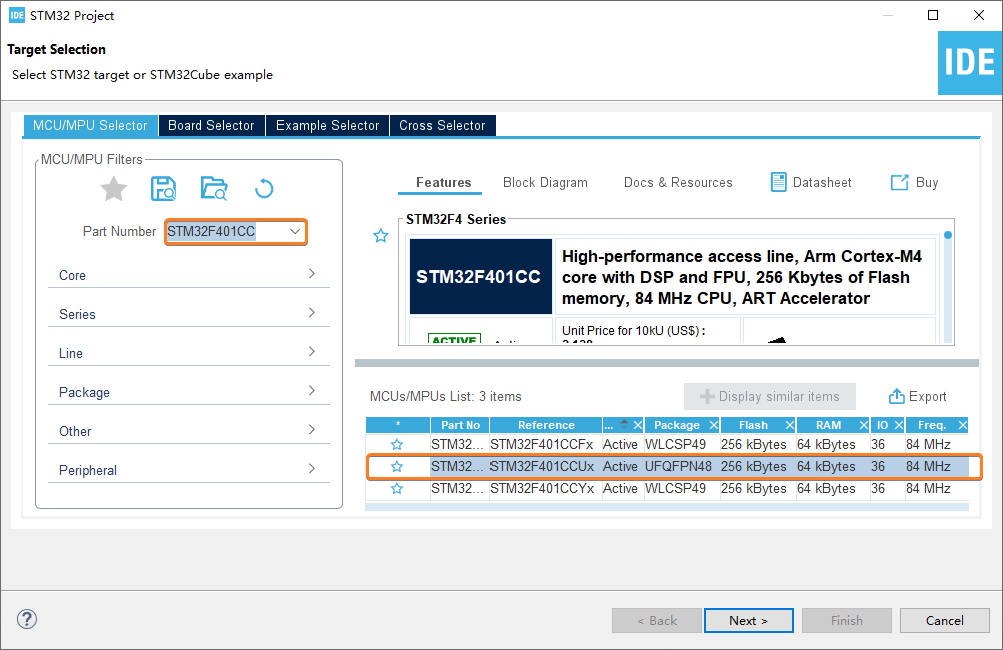 IDE STM32 Project
Target Selection
Select STM32 target or STM32Cube example
IDE
MCU/MPU Selector Board Selector Example Selector Cross Selector
MCU/MPU Filters
Part Number STM32F401CC
Core
Series
Line
Package
Other
Peripheral
Features Block Diagram Docs & Resources Datasheet Buy
STM32F4 Series
STM32F401CC
High-performance access line, Arm Cortex-M4
core with DSP and FPU, 256 Kbytes of Flash
memory, 84 MHz CPU, ART Accelerator
ACTIVE
Unit Price for 10kU (US$) :
MCUs/MPUs List: 3 items Display similar items Export
* Part No Reference ... Package Flash RAM IO Freq.
STM32... STM32F401CCFx Active WLCSP49 256 kBytes 64 kBytes 36 84 MHz
STM32... STM32F401CCUx Active UFQFPN48 256 kBytes 64 kBytes 36 84 MHz
STM32... STM32F401CCYx Active WLCSP49 256 kBytes 64 kBytes 36 84 MHz
? < Back Next > Finish Cancel